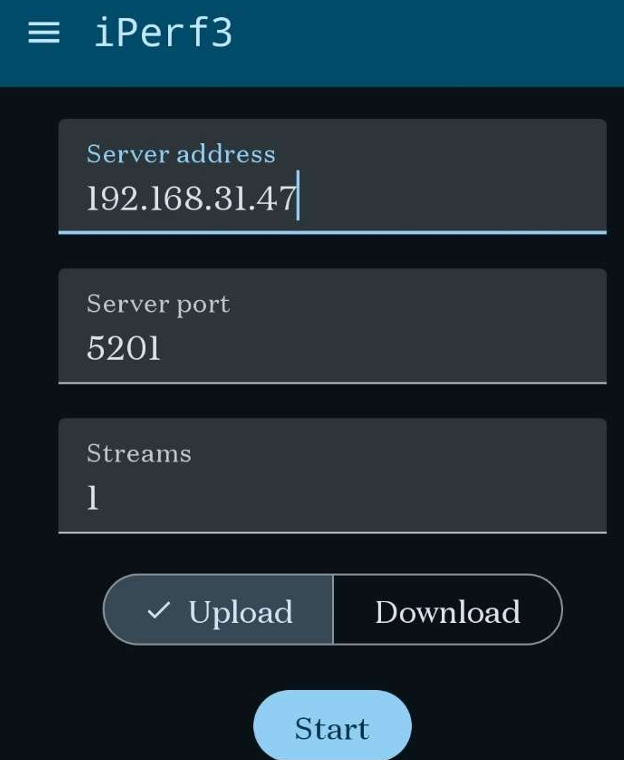 iPerf3
Server address
192.168.31.47
Server port
5201
Streams
1
Upload
Download
Start